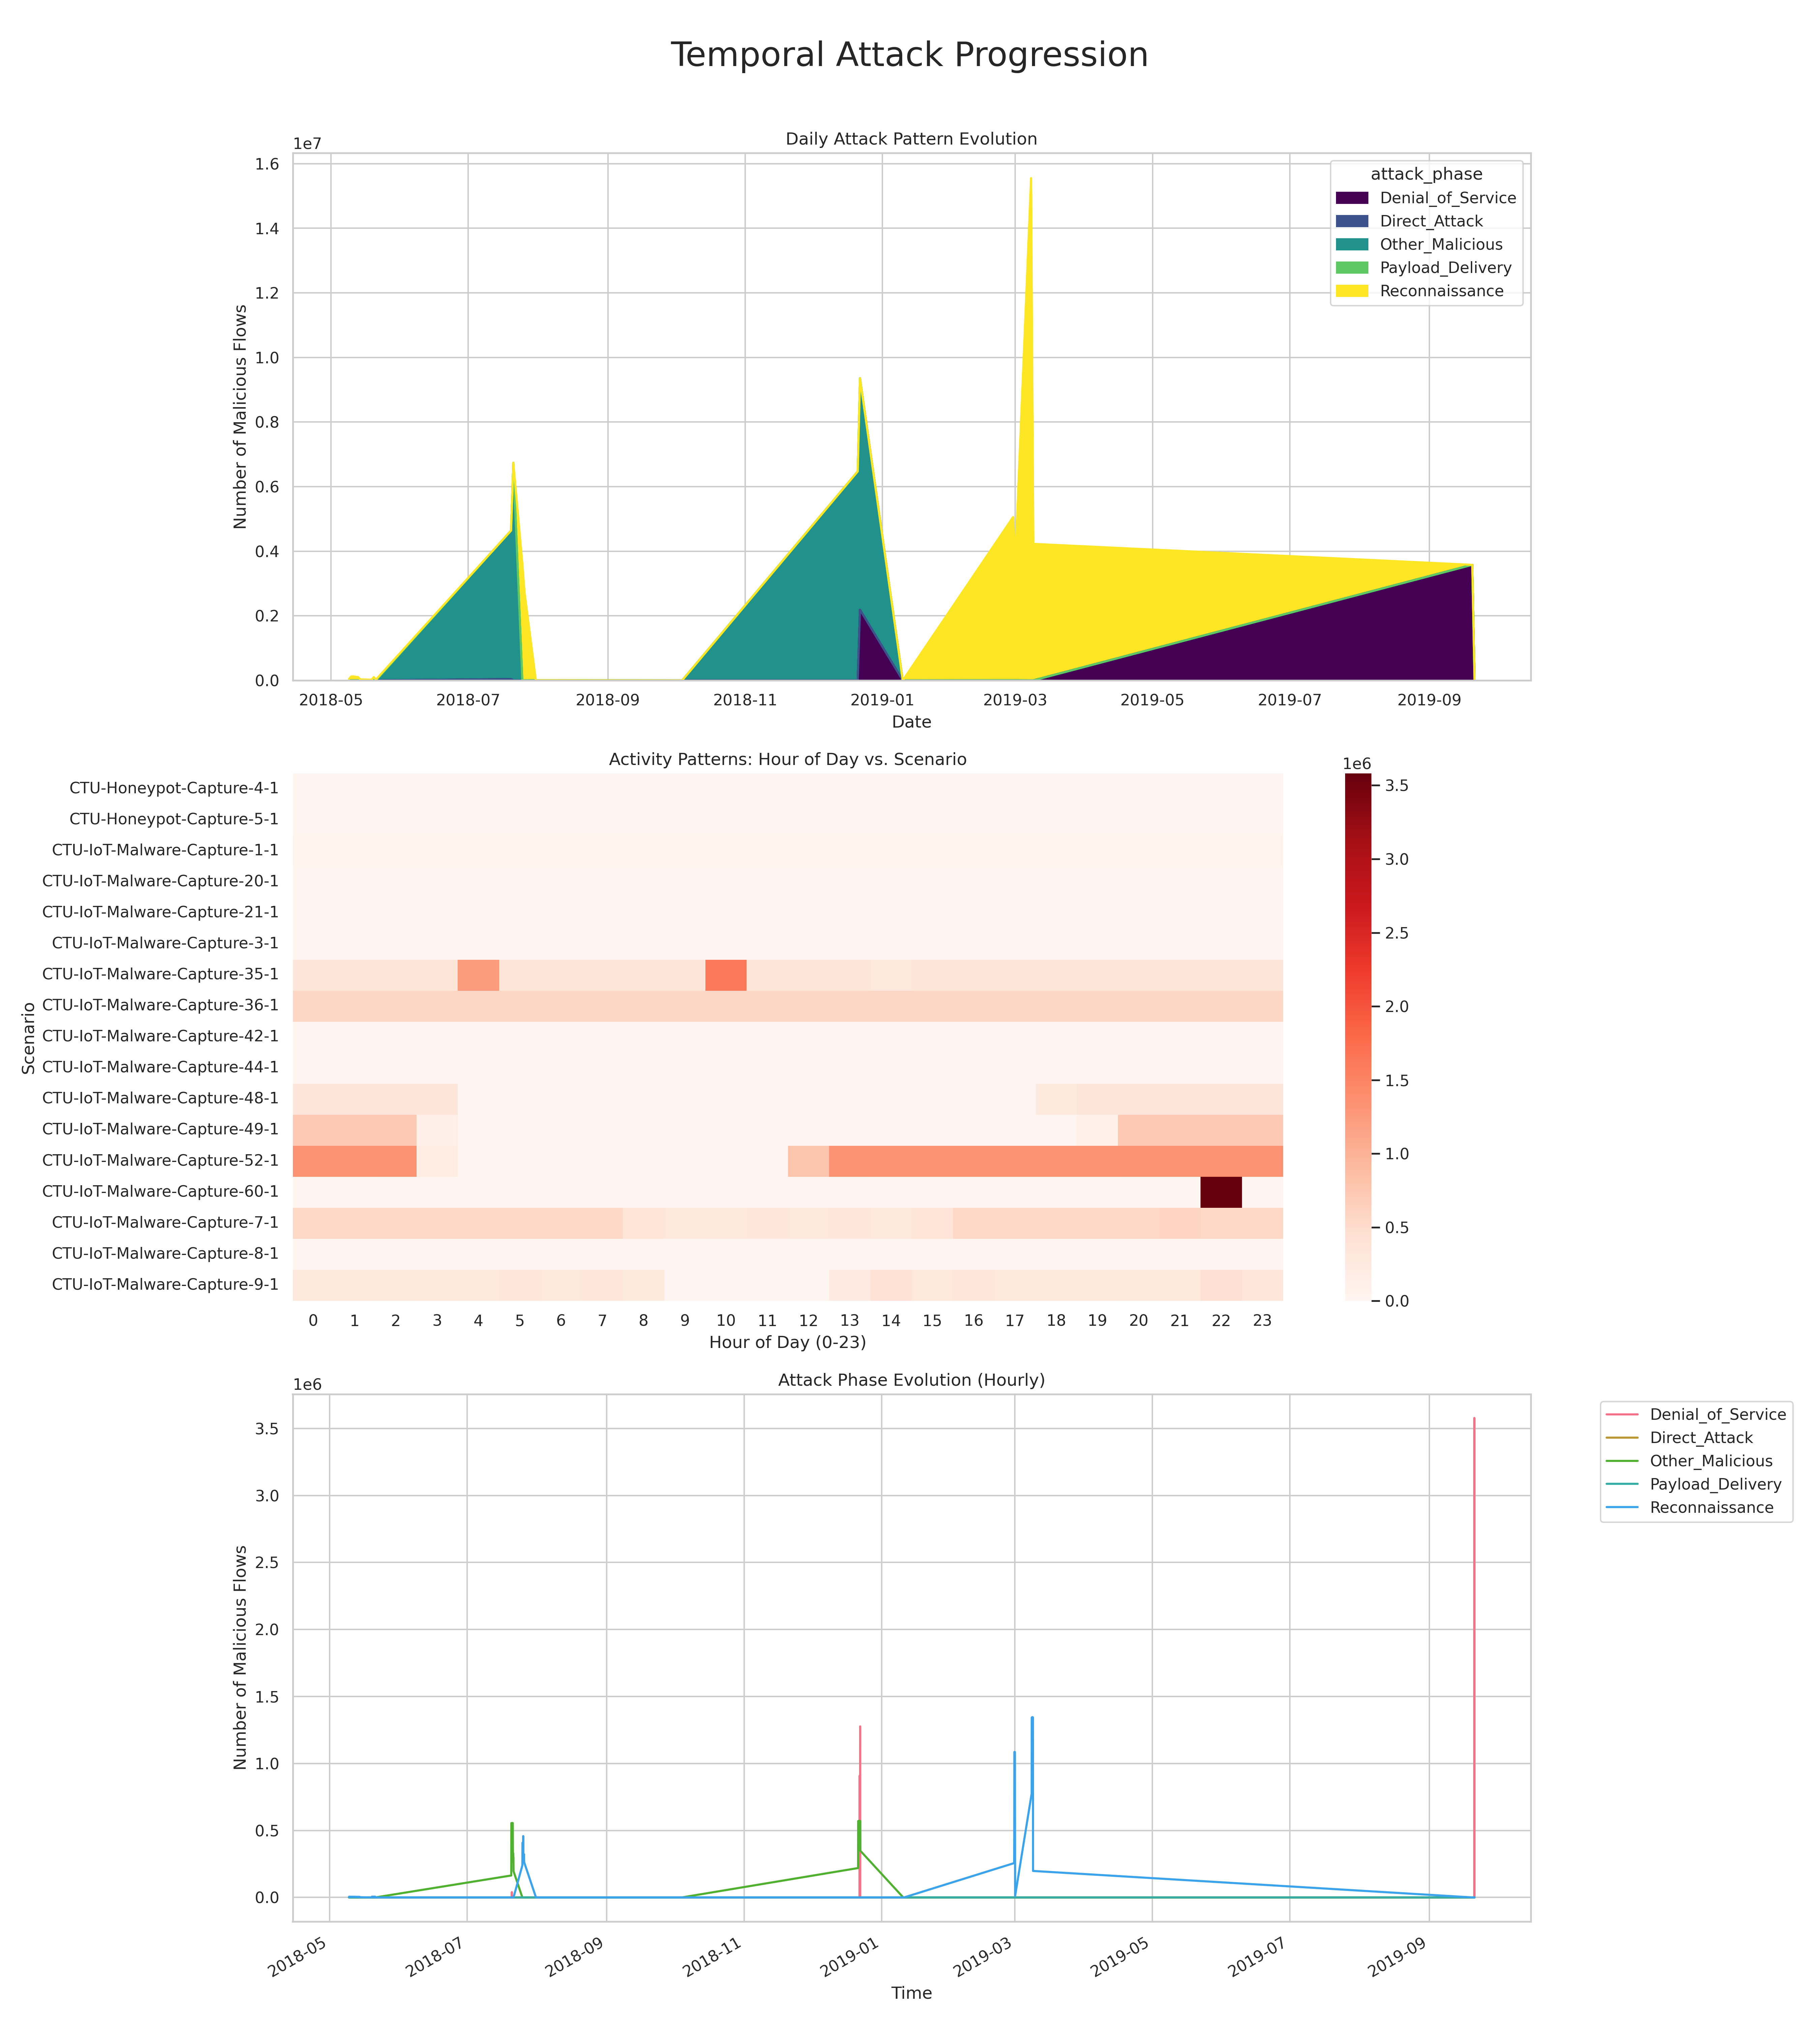 Temporal Attack Progression
Daily Attack Pattern Evolution
1e7
1.6
1.4
1.2
1.0
0.8
0.6
0.4
0.2
0.0
Number of Malicious Flows
attack_phase
Denial_of_Service
Direct_Attack
Other_Malicious
Payload_Delivery
Reconnaissance
2018-05 2018-07 2018-09 2018-11 2019-01 2019-03 2019-05 2019-07 2019-09
Date
Activity Patterns: Hour of Day vs. Scenario
Scenario
CTU-Honeypot-Capture-4-1
CTU-Honeypot-Capture-5-1
CTU-IoT-Malware-Capture-1-1
CTU-IoT-Malware-Capture-20-1
CTU-IoT-Malware-Capture-21-1
CTU-IoT-Malware-Capture-3-1
CTU-IoT-Malware-Capture-35-1
CTU-IoT-Malware-Capture-36-1
CTU-IoT-Malware-Capture-42-1
CTU-IoT-Malware-Capture-44-1
CTU-IoT-Malware-Capture-48-1
CTU-IoT-Malware-Capture-49-1
CTU-IoT-Malware-Capture-52-1
CTU-IoT-Malware-Capture-60-1
CTU-IoT-Malware-Capture-7-1
CTU-IoT-Malware-Capture-8-1
CTU-IoT-Malware-Capture-9-1
0 1 2 3 4 5 6 7 8 9 10 11 12 13 14 15 16 17 18 19 20 21 22 23
Hour of Day (0-23)
1e6
3.5
3.0
2.5
2.0
1.5
1.0
0.5
0.0
Attack Phase Evolution (Hourly)
1e6
3.5
3.0
2.5
2.0
1.5
1.0
0.5
0.0
Number of Malicious Flows
Denial_of_Service
Direct_Attack
Other_Malicious
Payload_Delivery
Reconnaissance
2018-05 2018-07 2018-09 2018-11 2019-01 2019-03 2019-05 2019-07 2019-09
Time